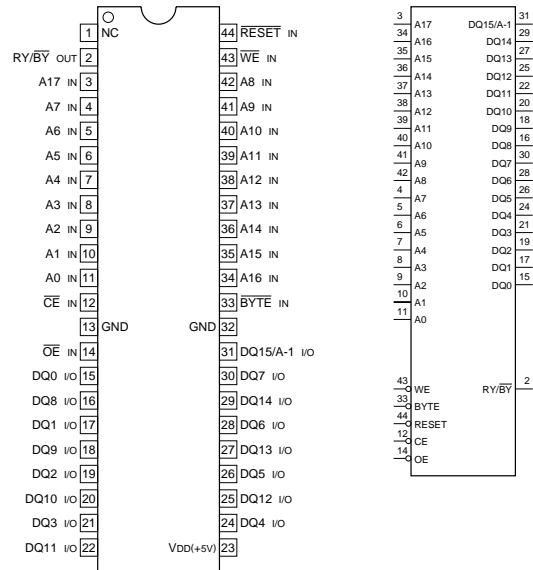 1 NC 44 RESET IN
RY/BY OUT 2 43 WE IN
A17 IN 3 42 A8 IN
A7 IN 4 41 A9 IN
A6 IN 5 40 A10 IN
A5 IN 6 39 A11 IN
A4 IN 7 38 A12 IN
A3 IN 8 37 A13 IN
A2 IN 9 36 A14 IN
A1 IN 10 35 A15 IN
A0 IN 11 34 A16 IN
CE IN 12 33 BYTE IN
13 GND GND 32
OE IN 14 31 DQ15/A-1 I/O
DQ0 I/O 15 30 DQ7 I/O
DQ8 I/O 16 29 DQ14 I/O
DQ1 I/O 17 28 DQ6 I/O
DQ9 I/O 18 27 DQ13 I/O
DQ2 I/O 19 26 DQ5 I/O
DQ10 I/O 20 25 DQ12 I/O
DQ3 I/O 21 24 DQ4 I/O
DQ11 I/O 22 VDD(+5V) 23
3 A17 DQ15/A-1 31
34 A16 DQ14 29
35 A15 DQ13 27
36 A14 DQ12 25
37 A13 DQ11 22
38 A12 DQ10 20
39 A11 DQ9 18
40 A10 DQ8 16
41 A9 DQ7 30
42 A8 DQ6 28
4 A7 DQ5 26
5 A6 DQ4 24
6 A5 DQ3 21
7 A4 DQ2 19
8 A3 DQ1 17
9 A2 DQ0 15
10 A1
11 A0
43 WE RY/BY 2
33 BYTE
44 RESET
12 CE
14 OE